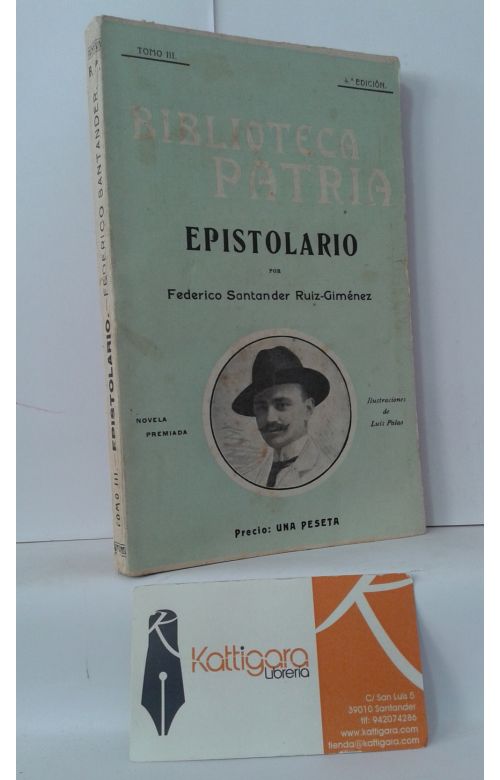 TOMO III.
4.ª EDICIÓN.
BIBLIOTECA
PATRIA
EPISTOLARIO
POR
Federico Santander Ruiz-Giménez
NOVELA
PREMIADA
Ilustraciones
de
Luis Palao
Precio: UNA PESETA
TOMO III.- EPISTOLARIO.- FEDERICO SANTANDER
Kattigara
Librería
C/ San Luis 5
39010 Santander
tlf: 942074286
www.kattigara.com
tienda@kattigara.com